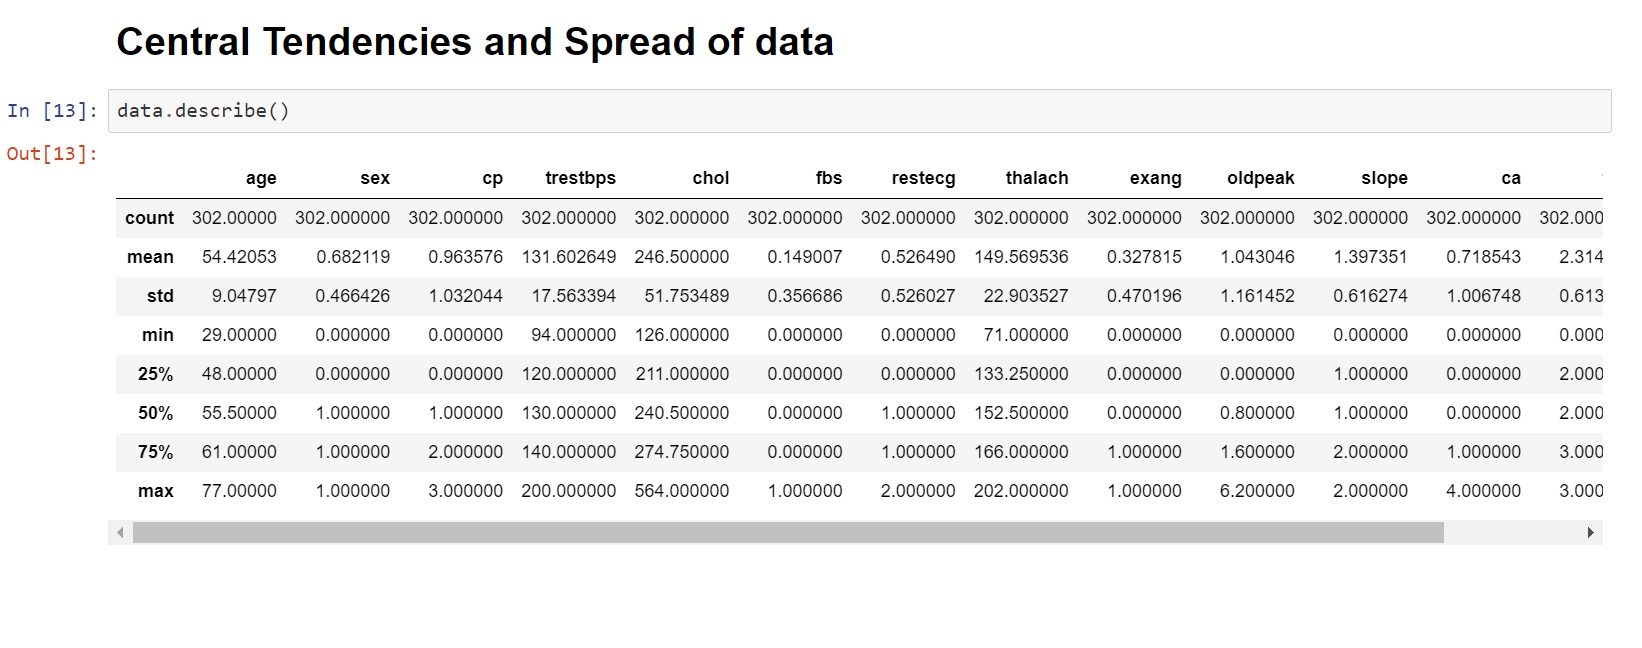 Central Tendencies and Spread of data
In [13]: data.describe()
Out[13]:
age sex cp trestbps chol fbs restecg thalach exang oldpeak slope ca
count 302.00000 302.000000 302.000000 302.000000 302.000000 302.000000 302.000000 302.000000 302.000000 302.000000 302.000000 302.000000 302.000
mean 54.42053 0.682119 0.963576 131.602649 246.500000 0.149007 0.526490 149.569536 0.327815 1.043046 1.397351 0.718543 2.314
std 9.04797 0.466426 1.032044 17.563394 51.753489 0.356686 0.526027 22.903527 0.470196 1.161452 0.616274 1.006748 0.613
min 29.00000 0.000000 0.000000 94.000000 126.000000 0.000000 0.000000 71.000000 0.000000 0.000000 0.000000 0.000000 0.000
25% 48.00000 0.000000 0.000000 120.000000 211.000000 0.000000 0.000000 133.250000 0.000000 0.000000 1.000000 0.000000 2.000
50% 55.50000 1.000000 1.000000 130.000000 240.500000 0.000000 1.000000 152.500000 0.000000 0.800000 1.000000 0.000000 2.000
75% 61.00000 1.000000 2.000000 140.000000 274.750000 0.000000 1.000000 166.000000 1.000000 1.600000 2.000000 1.000000 3.000
max 77.00000 1.000000 3.000000 200.000000 564.000000 1.000000 2.000000 202.000000 1.000000 6.200000 2.000000 4.000000 3.000